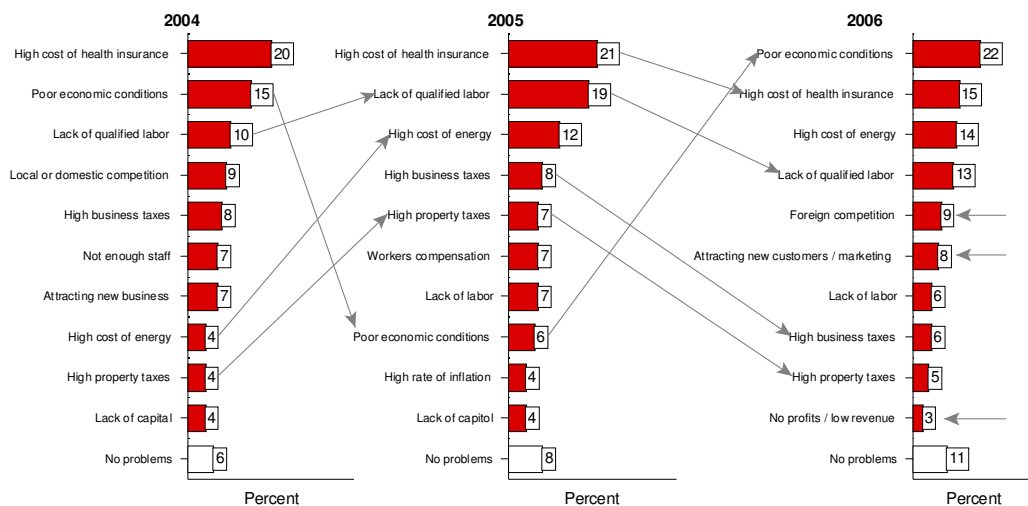 2004
High cost of health insurance 20
Poor economic conditions 15
Lack of qualified labor 10
Local or domestic competition 9
High business taxes 8
Not enough staff 7
Attracting new business 7
High cost of energy 4
High property taxes 4
Lack of capital 4
No problems 6
Percent
2005
High cost of health insurance 21
Lack of qualified labor 19
High cost of energy 12
High business taxes 8
High property taxes 7
Workers compensation 7
Lack of labor 7
Poor economic conditions 6
High rate of inflation 4
Lack of capitol 4
No problems 8
Percent
2006
Poor economic conditions 22
High cost of health insurance 15
High cost of energy 14
Lack of qualified labor 13
Foreign competition 9
Attracting new customers / marketing 8
Lack of labor 6
High business taxes 6
High property taxes 5
No profits / low revenue 3
No problems 11
Percent